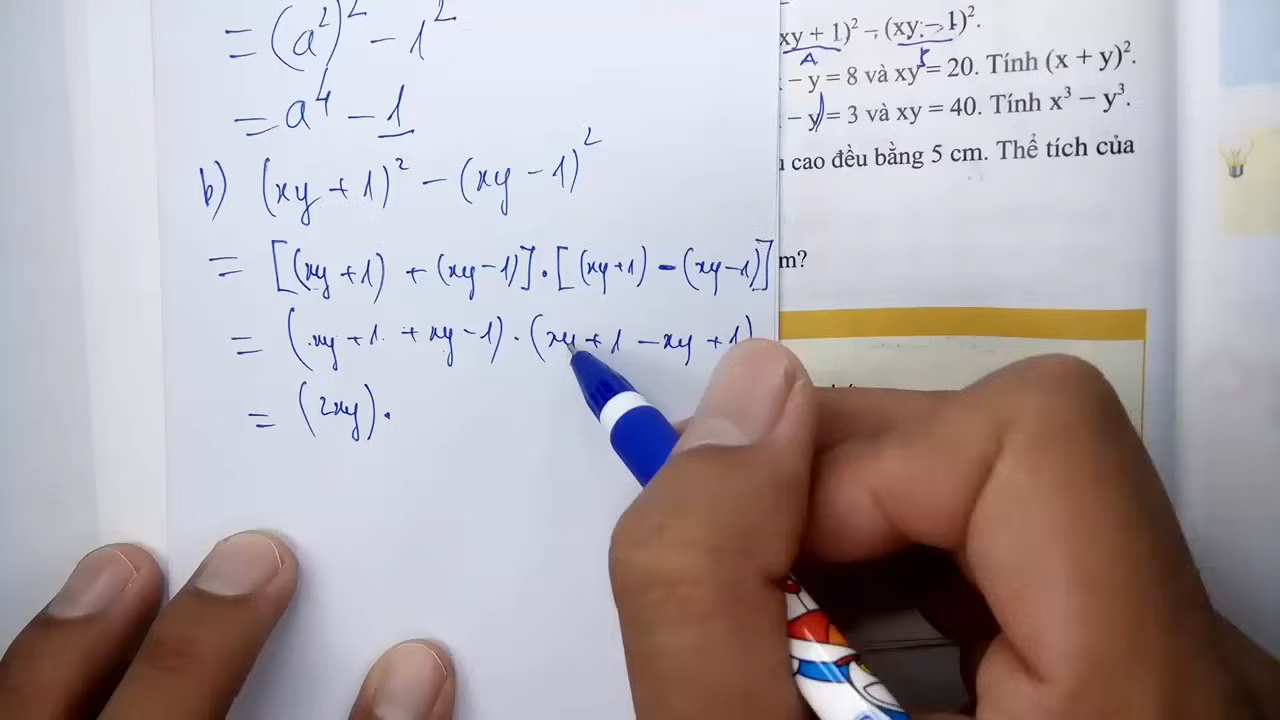 = (a²)² - 1²
= a⁴ - 1
b) (xy + 1)² - (xy - 1)²
= [(xy + 1) + (xy - 1)] . [(xy + 1) - (xy - 1)]
= (xy + 1 + xy - 1) . (xy + 1 - xy + 1)
= (2xy) .
xy + 1)² - (xy - 1)².
A
- y = 8 và xy = 20. Tính (x + y)².
- y = 3 và xy = 40. Tính x³ - y³.
cao đều bằng 5 cm. Thể tích của
m?